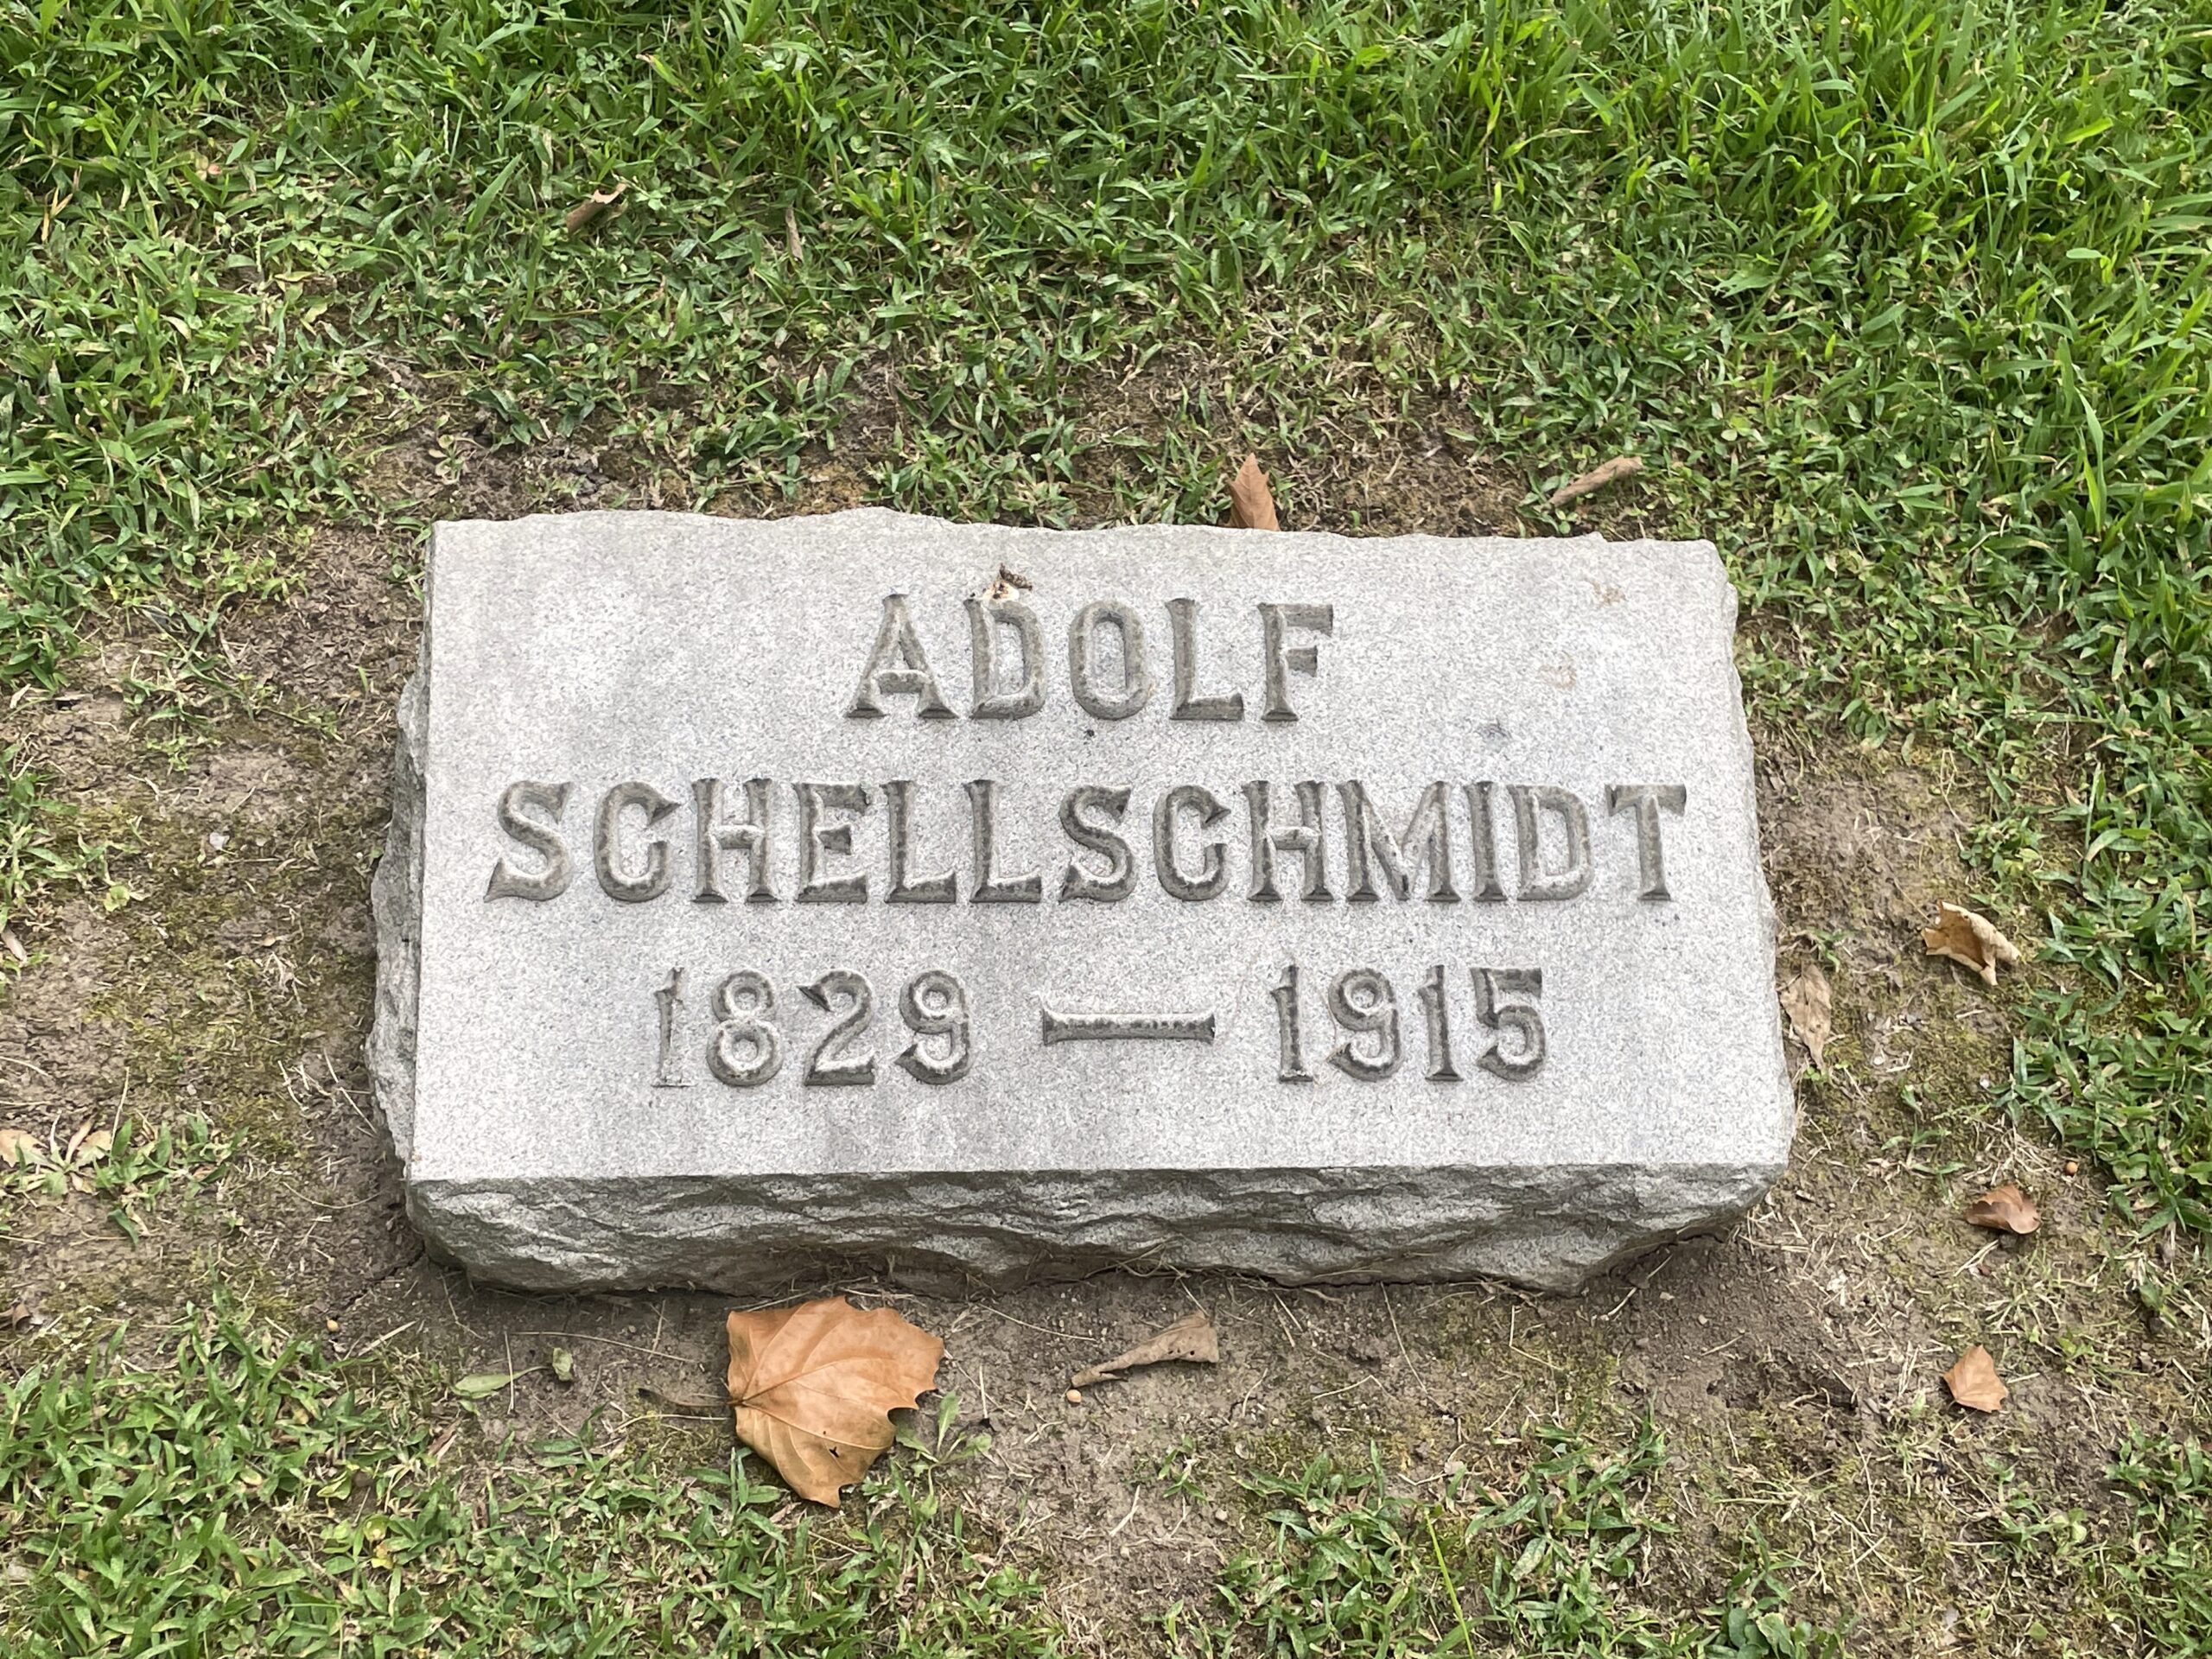 ADOLF
SCHELLSCHMIDT
1829 — 1915